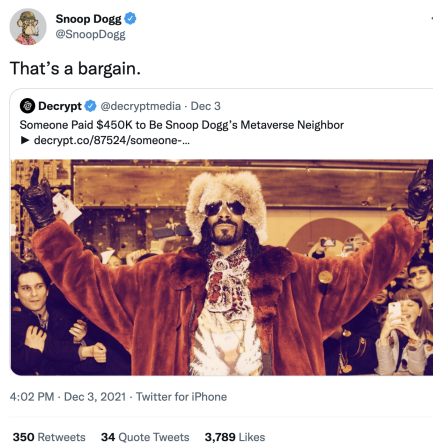 Snoop Dogg
@SnoopDogg
That's a bargain.
Decrypt @decryptmedia · Dec 3
Someone Paid $450K to Be Snoop Dogg's Metaverse Neighbor
► decrypt.co/87524/someone-...
4:02 PM · Dec 3, 2021 · Twitter for iPhone
350 Retweets 34 Quote Tweets 3,789 Likes